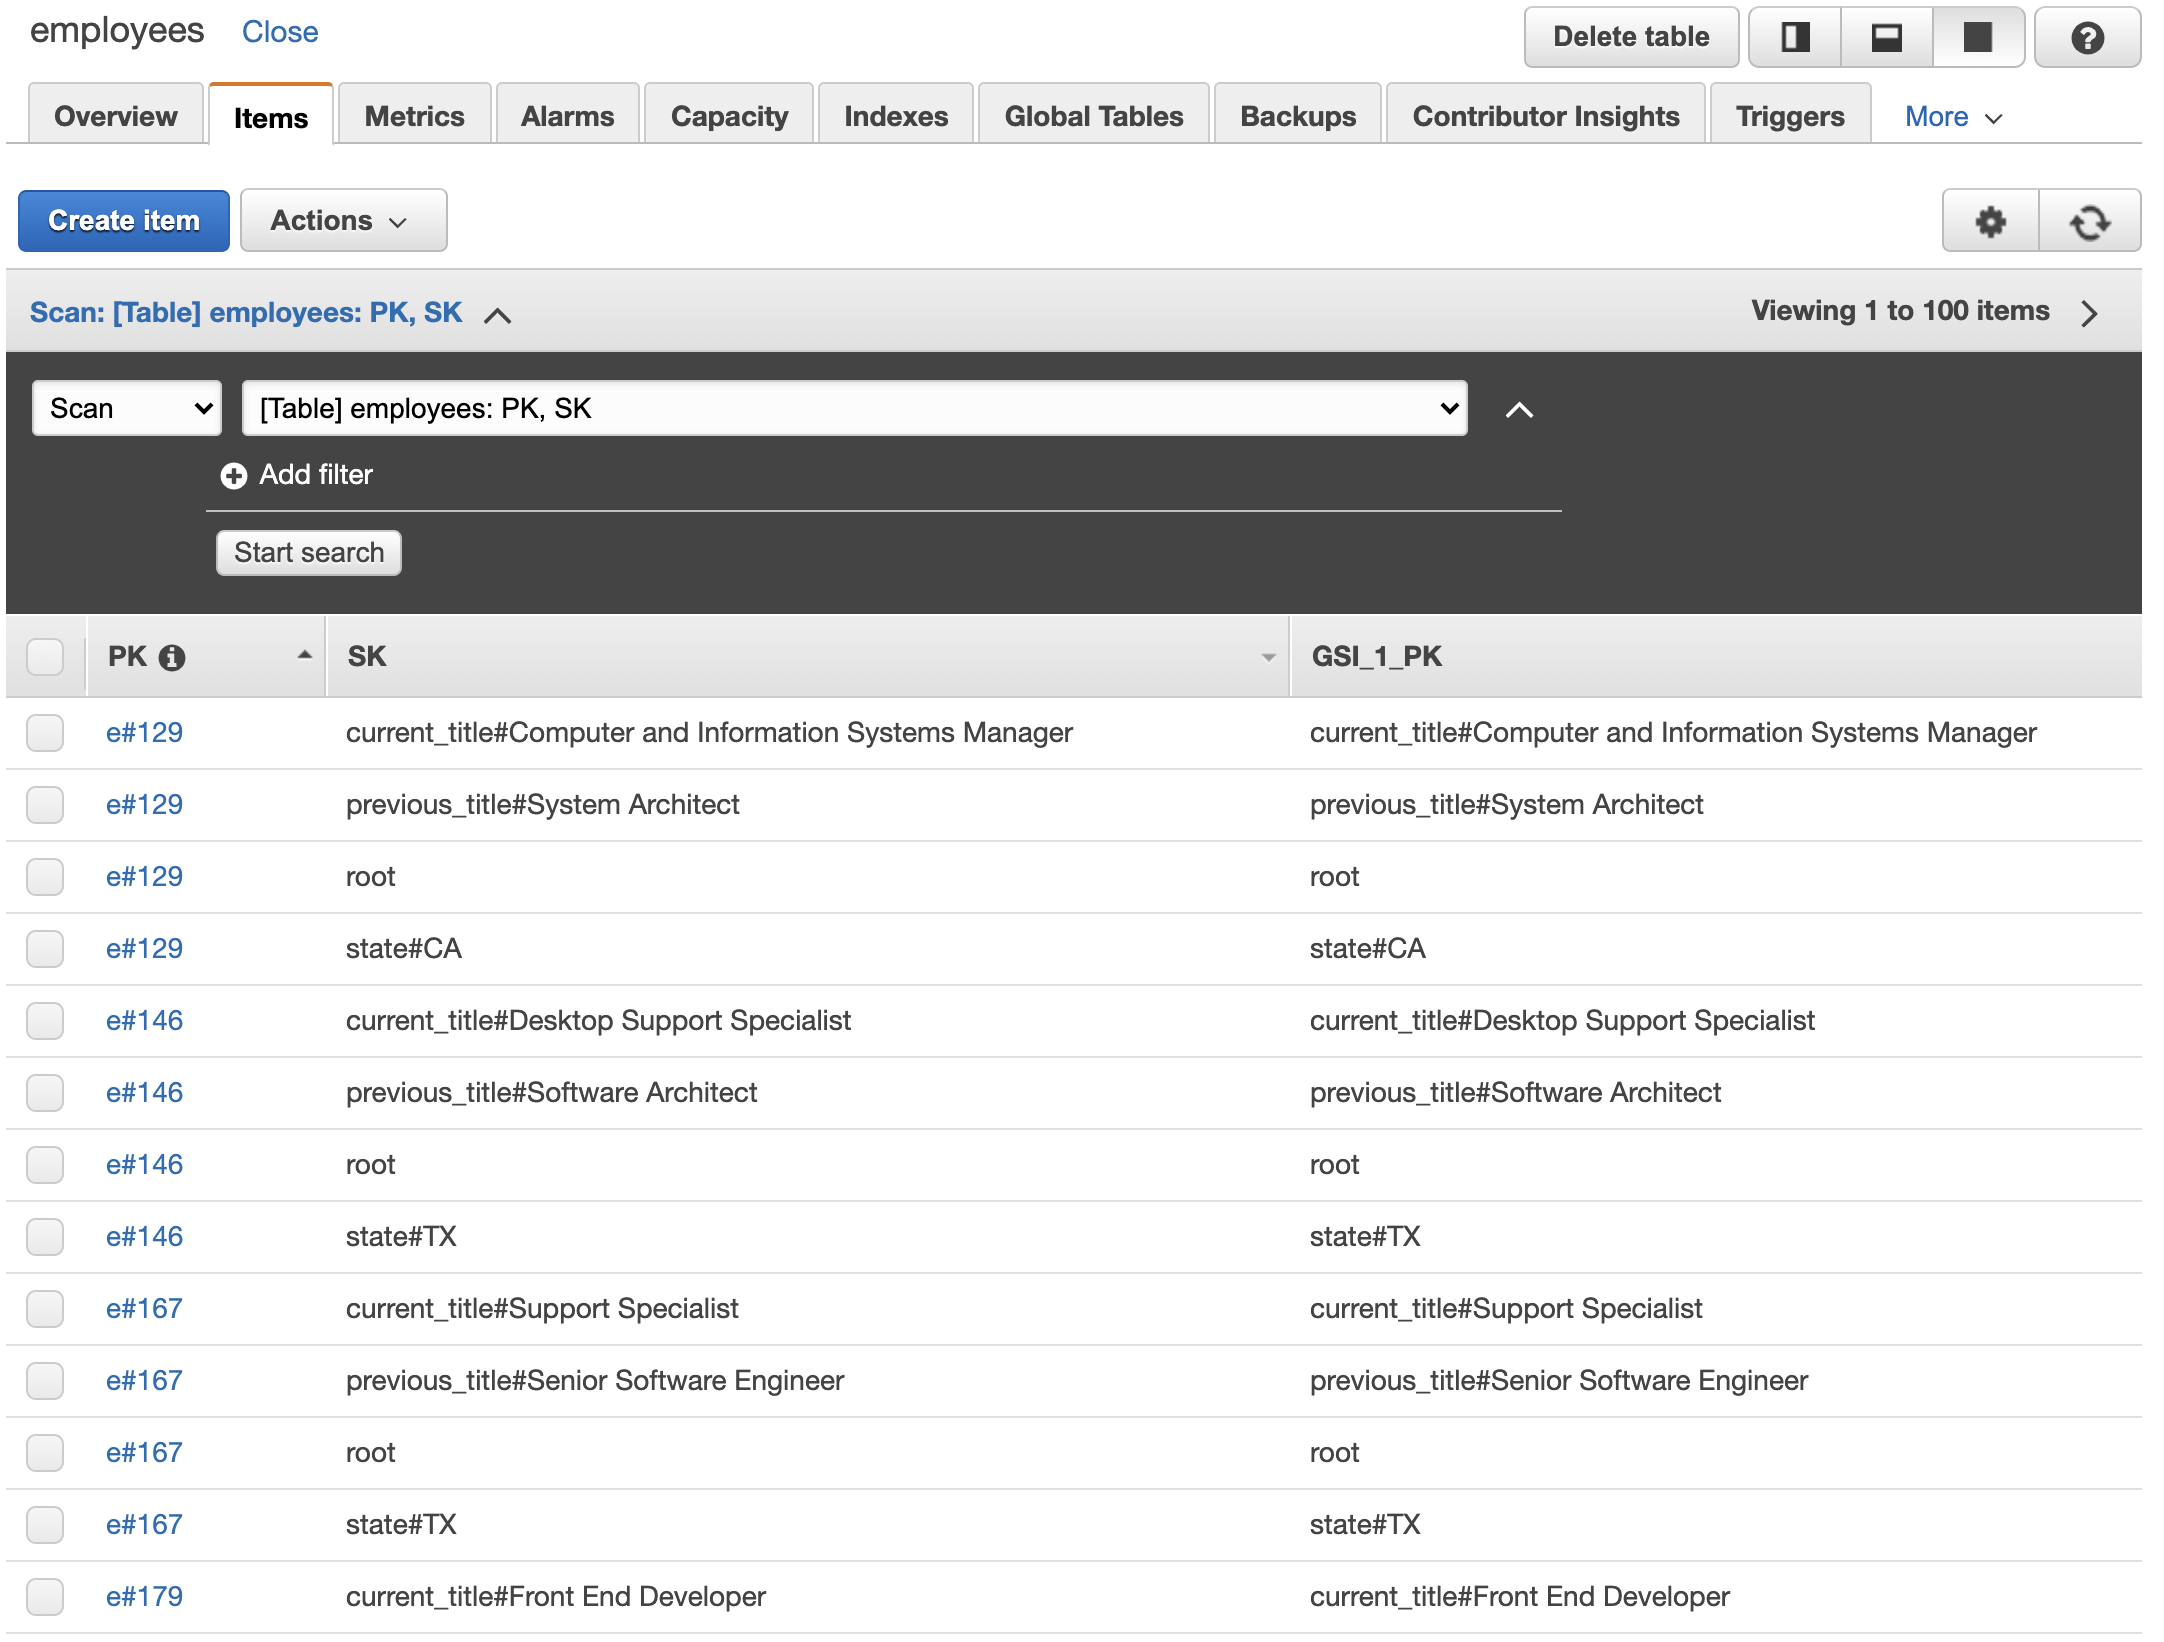 employees Close Delete table
Overview Items Metrics Alarms Capacity Indexes Global Tables Backups Contributor Insights Triggers More
Create item Actions
Scan: [Table] employees: PK, SK Viewing 1 to 100 items
Scan [Table] employees: PK, SK
Add filter
Start search
PK SK GSI_1_PK
e#129 current_title#Computer and Information Systems Manager current_title#Computer and Information Systems Manager
e#129 previous_title#System Architect previous_title#System Architect
e#129 root root
e#129 state#CA state#CA
e#146 current_title#Desktop Support Specialist current_title#Desktop Support Specialist
e#146 previous_title#Software Architect previous_title#Software Architect
e#146 root root
e#146 state#TX state#TX
e#167 current_title#Support Specialist current_title#Support Specialist
e#167 previous_title#Senior Software Engineer previous_title#Senior Software Engineer
e#167 root root
e#167 state#TX state#TX
e#179 current_title#Front End Developer current_title#Front End Developer